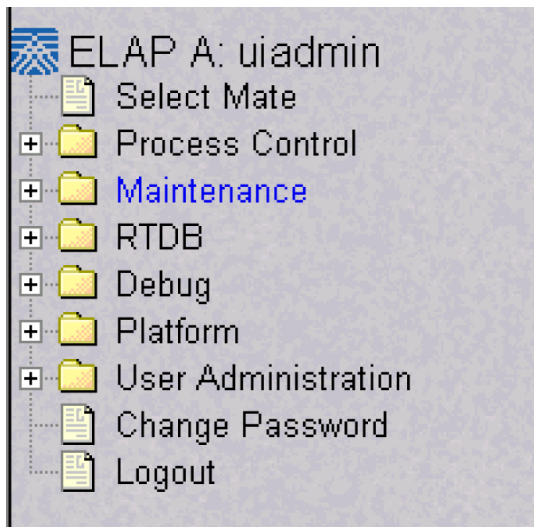 ELAP A: uiadmin
Select Mate
Process Control
Maintenance
RTDB
Debug
Platform
User Administration
Change Password
Logout